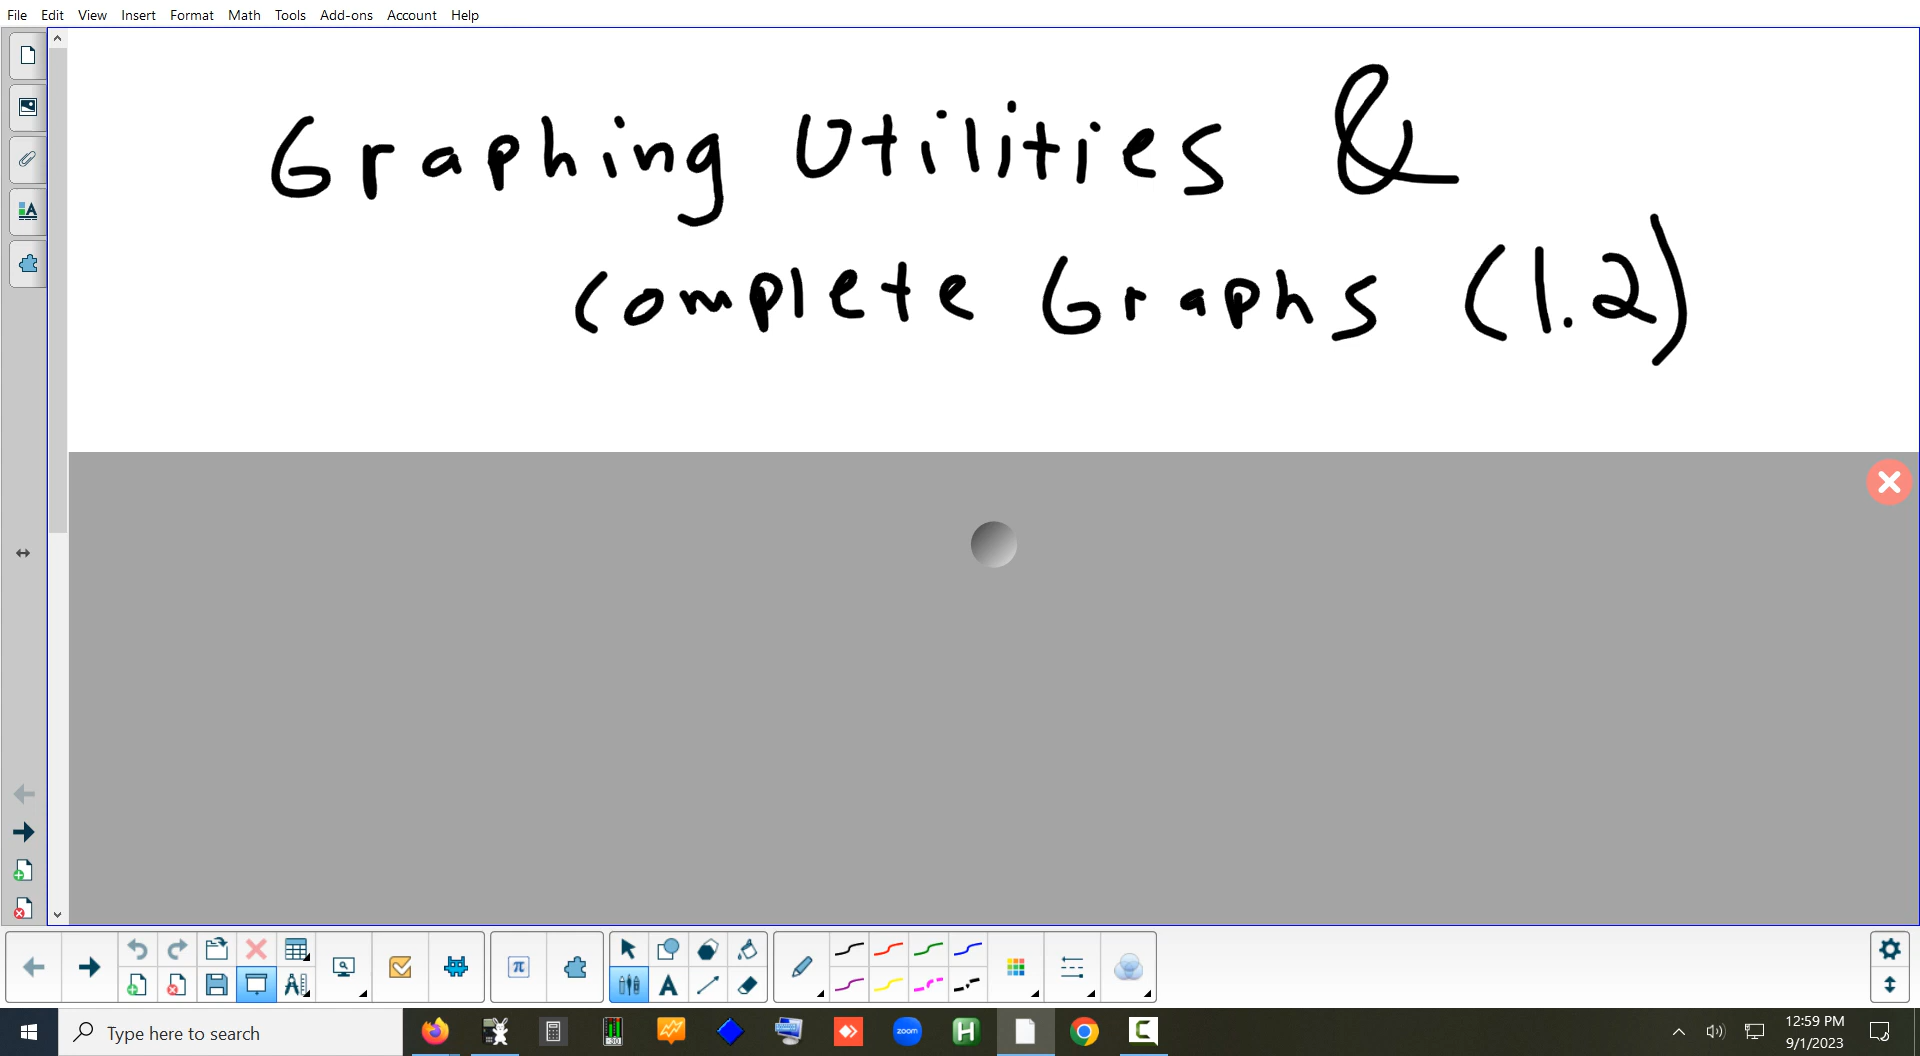 File Edit View Insert Format Math Tools Add-ons Account Help
Graphing Utilities &
Complete Graphs (1.2)
Type here to search
zoom
12:59 PM
9/1/2023